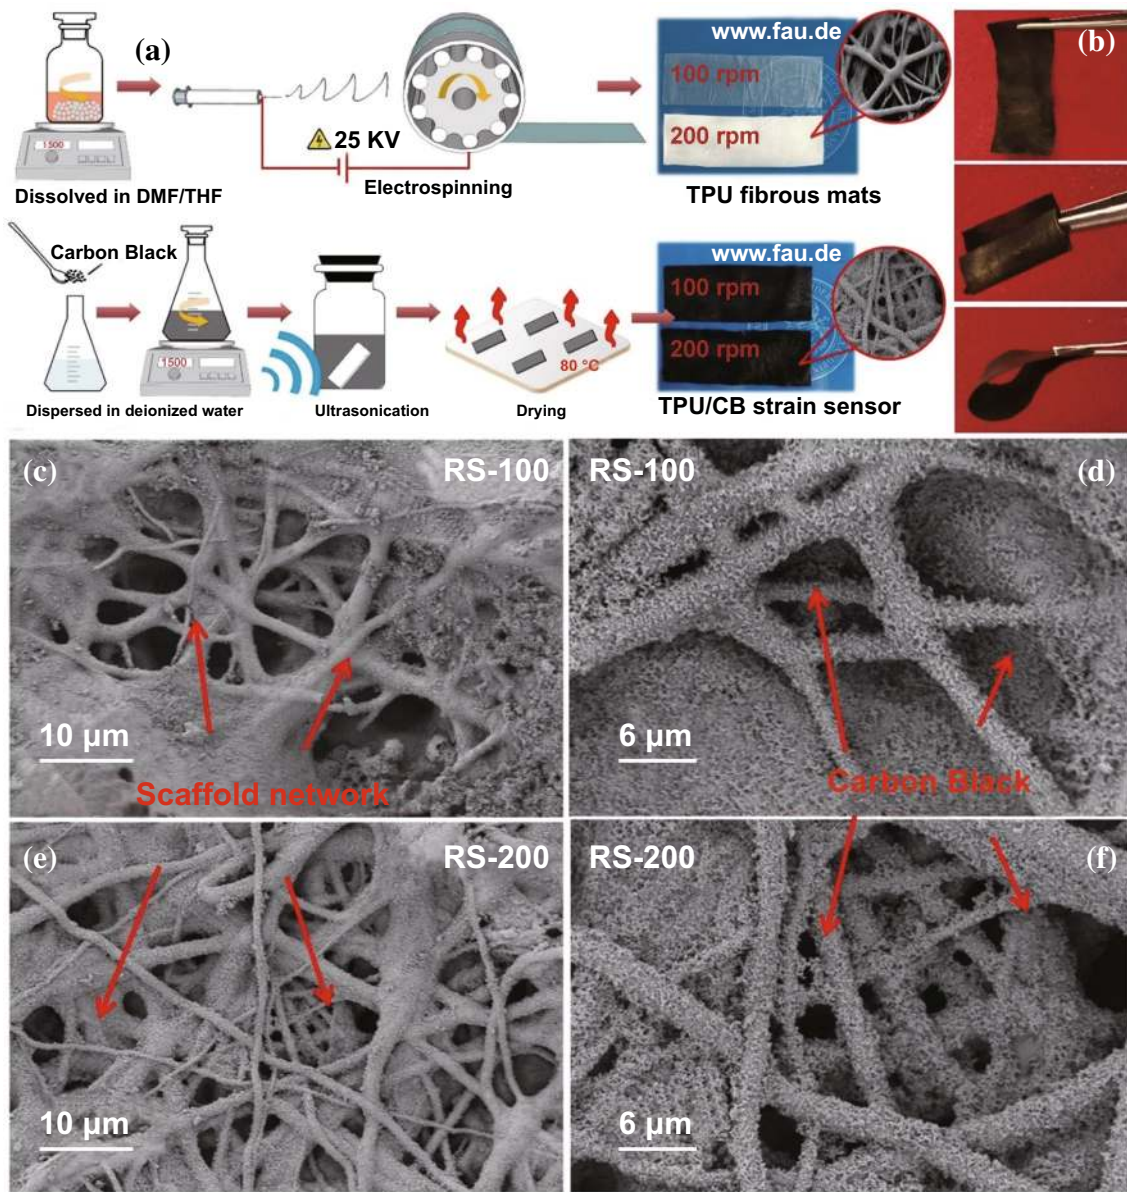 (a)
1500
Dissolved in DMF/THF
25 KV
Electrospinning
www.fau.de
100 rpm
200 rpm
TPU fibrous mats
(b)
Carbon Black
1500
Dispersed in deionized water
Ultrasonication
80 °C
Drying
www.fau.de
100 rpm
200 rpm
TPU/CB strain sensor
(c)
RS-100
10 µm
Scaffold network
RS-100
(d)
6 µm
Carbon Black
(e)
RS-200
10 µm
RS-200
(f)
6 µm